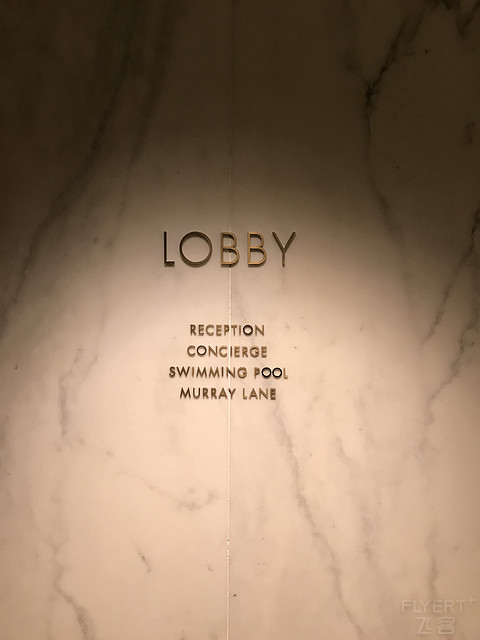 LOBBY
RECEPTION
CONCIERGE
SWIMMING POOL
MURRAY LANE
FLYERT+
飞客